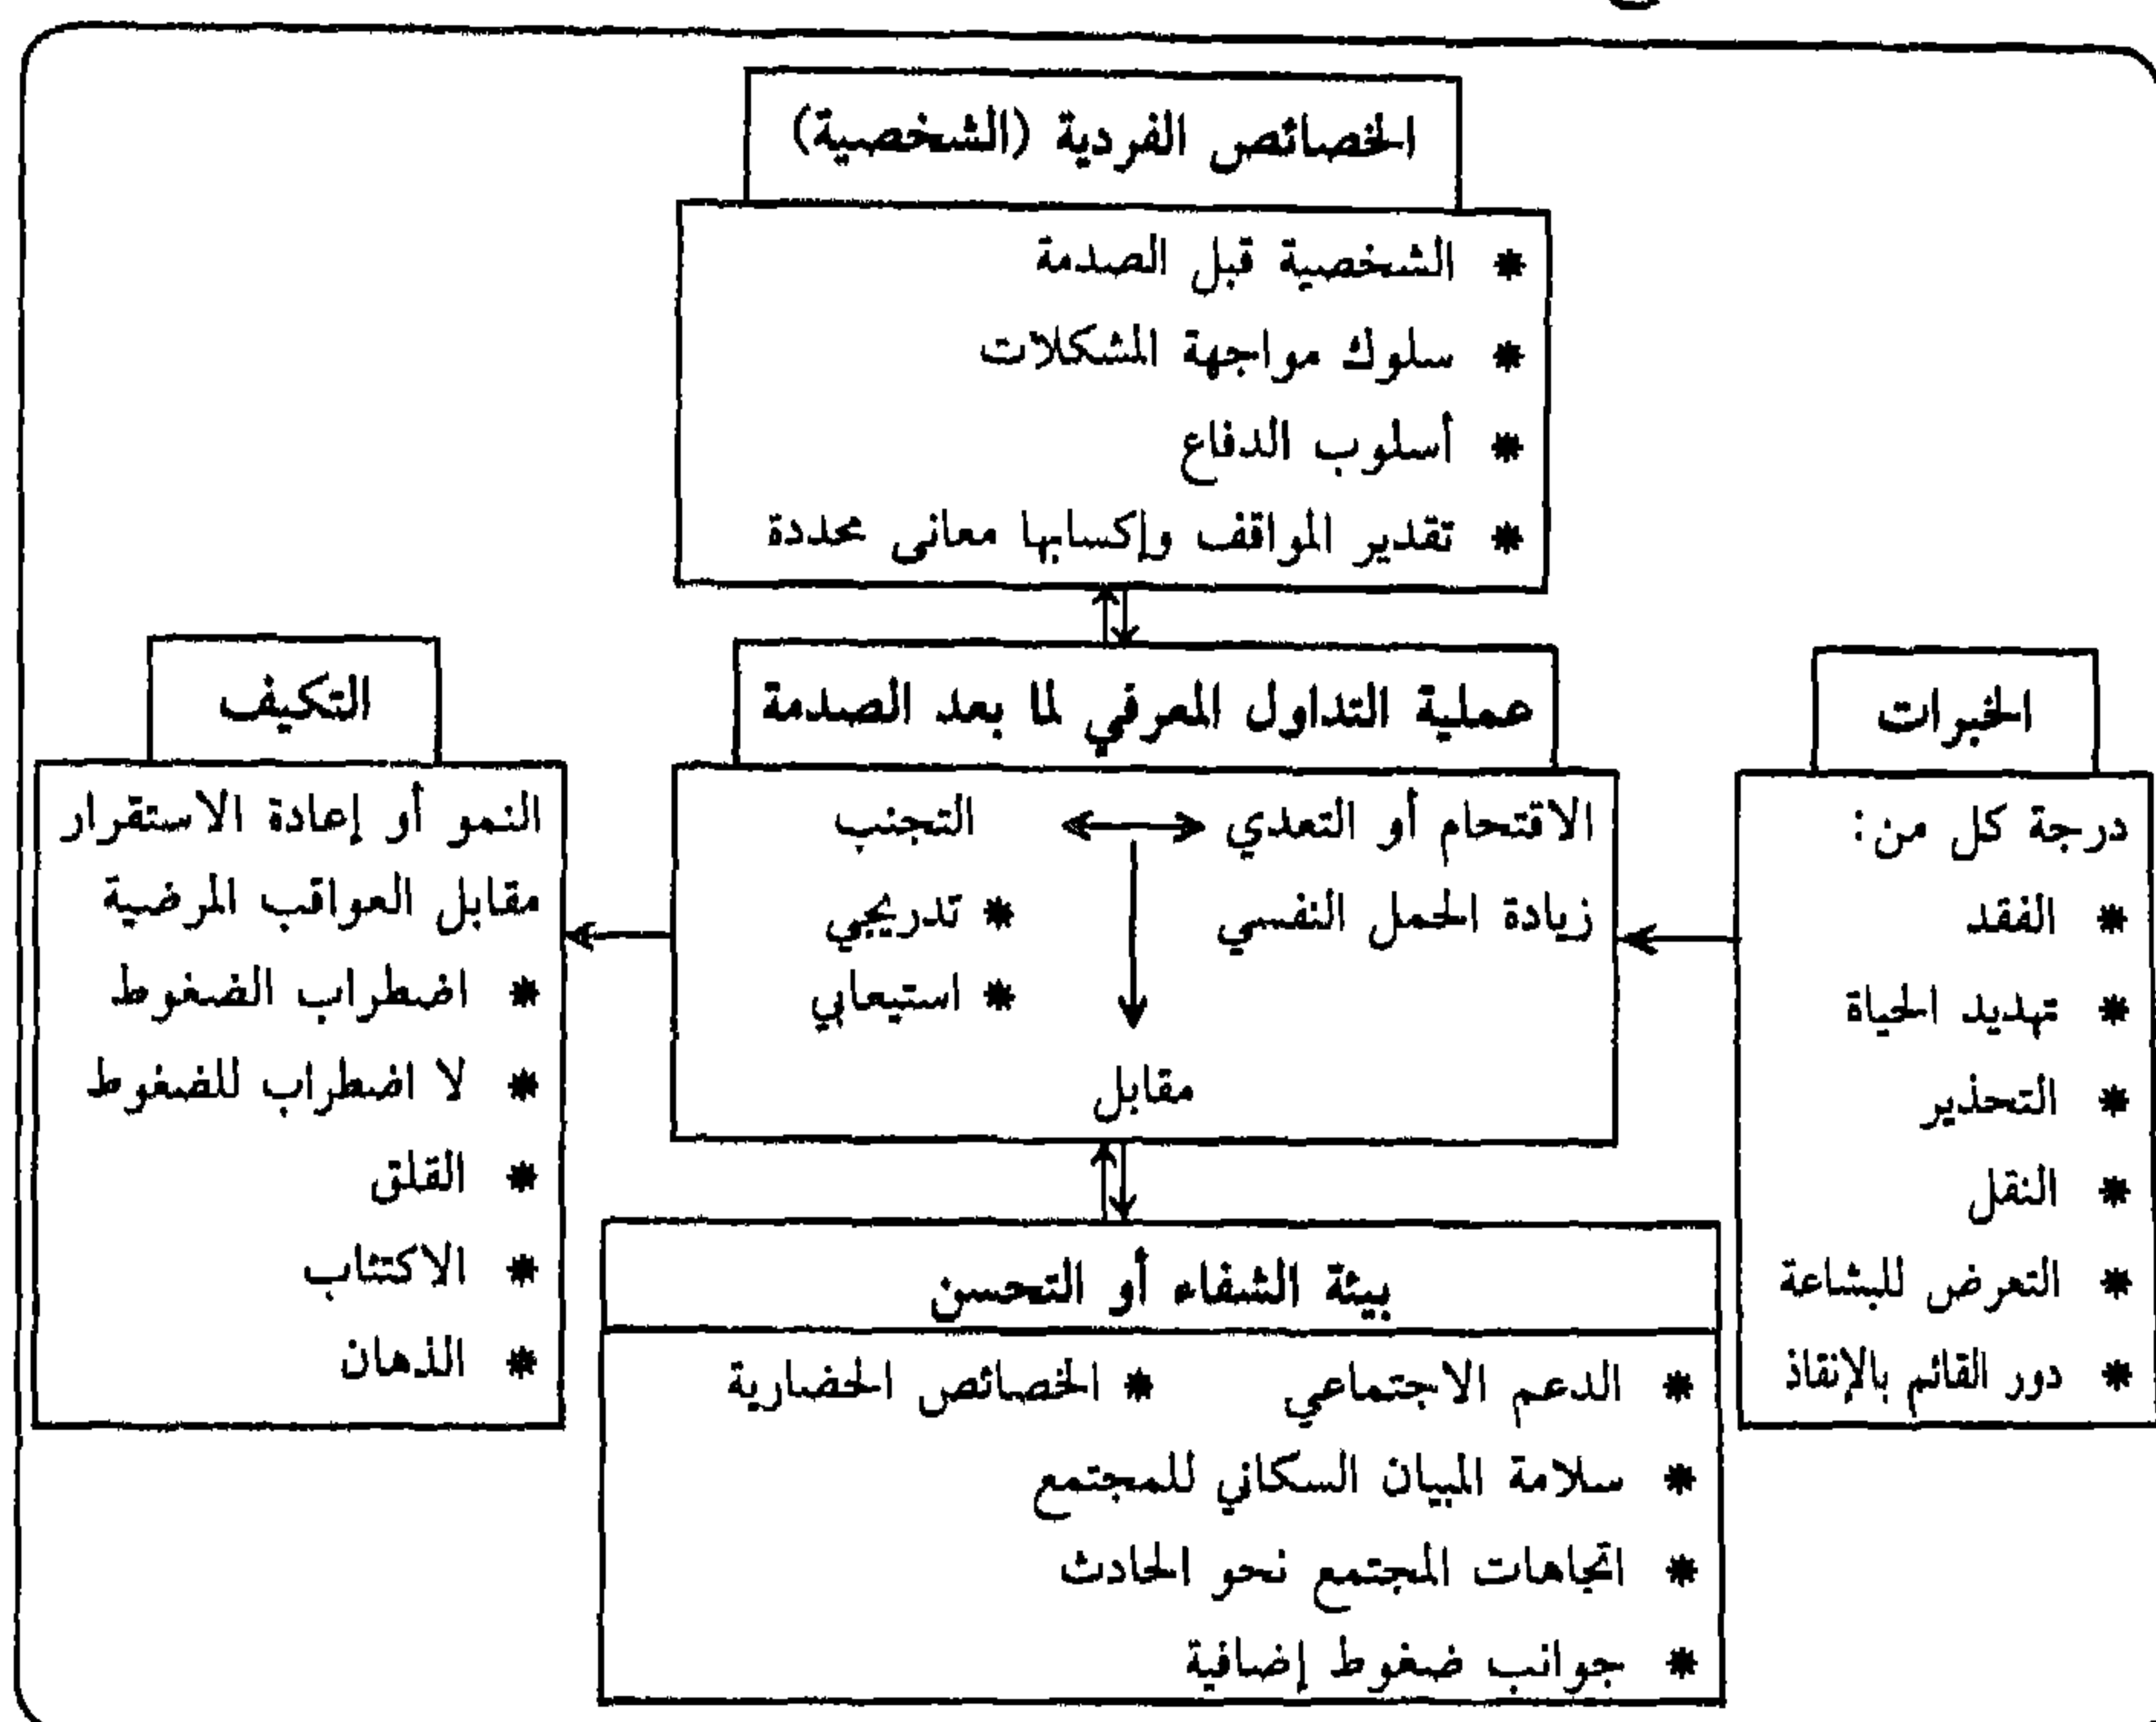 الخصائص الفردية (الشخصية)
* الشخصية قبل الصدمة
* سلوك مواجهة المشكلات
* أسلوب الدفاع
* تقدير المواقف وإكسابها معانى محددة
الخبرات
درجة كل من:
* الفقد
* تهديد الحياة
* التحذير
* النقل
* التعرض للبشاعة
* دور القائم بالإنقاذ
عملية التداول المعرفي لما بعد الصدمة
الاقتحام أو التعدي التجنب
زيادة الحمل النفسي * تدريجي
* استيعابي
مقابل
التكيف
النمو أو إعادة الاستقرار
مقابل العواقب المرضية
* اضطراب الضغوط
* لا اضطراب للضغوط
* القلق
* الاكتئاب
* الذهان
بيئة الشفاء أو التحسن
* الدعم الاجتماعي * الخصائص الحضارية
* سلامة البيان السكاني للمجتمع
* اتجاهات المجتمع نحو الحادث
* جوانب ضغوط إضافية